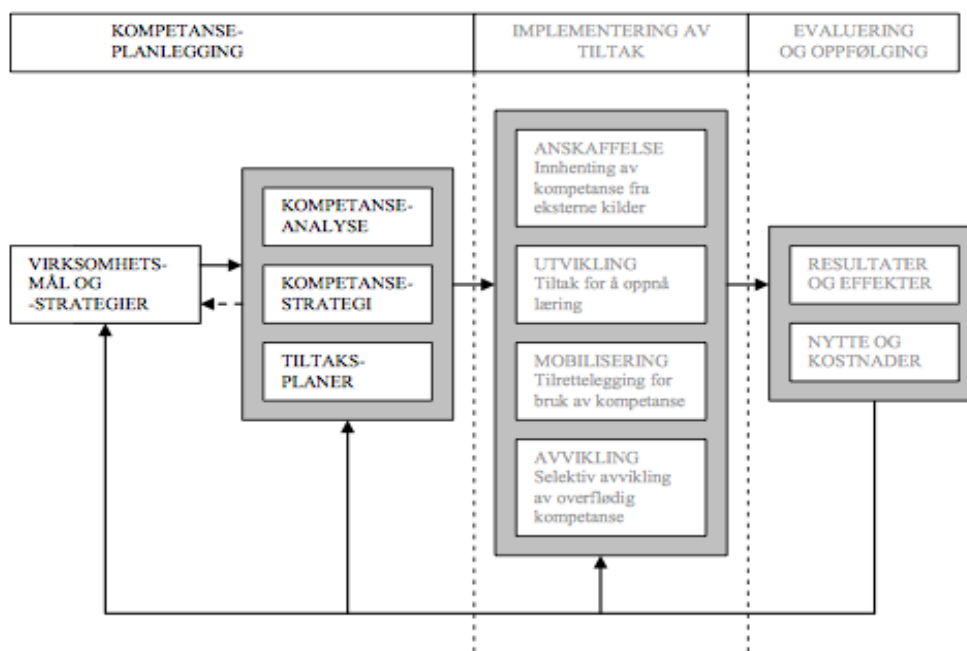 KOMPETANSE-
PLANLEGGING
IMPLEMENTERING AV
TILTAK
EVALUERING
OG OPPFØLGING
VIRKSOMHETS-
MÅL OG
-STRATEGIER
KOMPETANSE-
ANALYSE
KOMPETANSE-
STRATEGI
TILTAKS-
PLANER
ANSKAFFELSE
Innhenting av
kompetanse fra
eksterne kilder
UTVIKLING
Tiltak for å oppnå
læring
MOBILISERING
Tilrettelegging for
bruk av kompetanse
AVVIKLING
Selektiv avvikling
av overflødig
kompetanse
RESULTATER
OG EFFEKTER
NYTTE OG
KOSTNADER